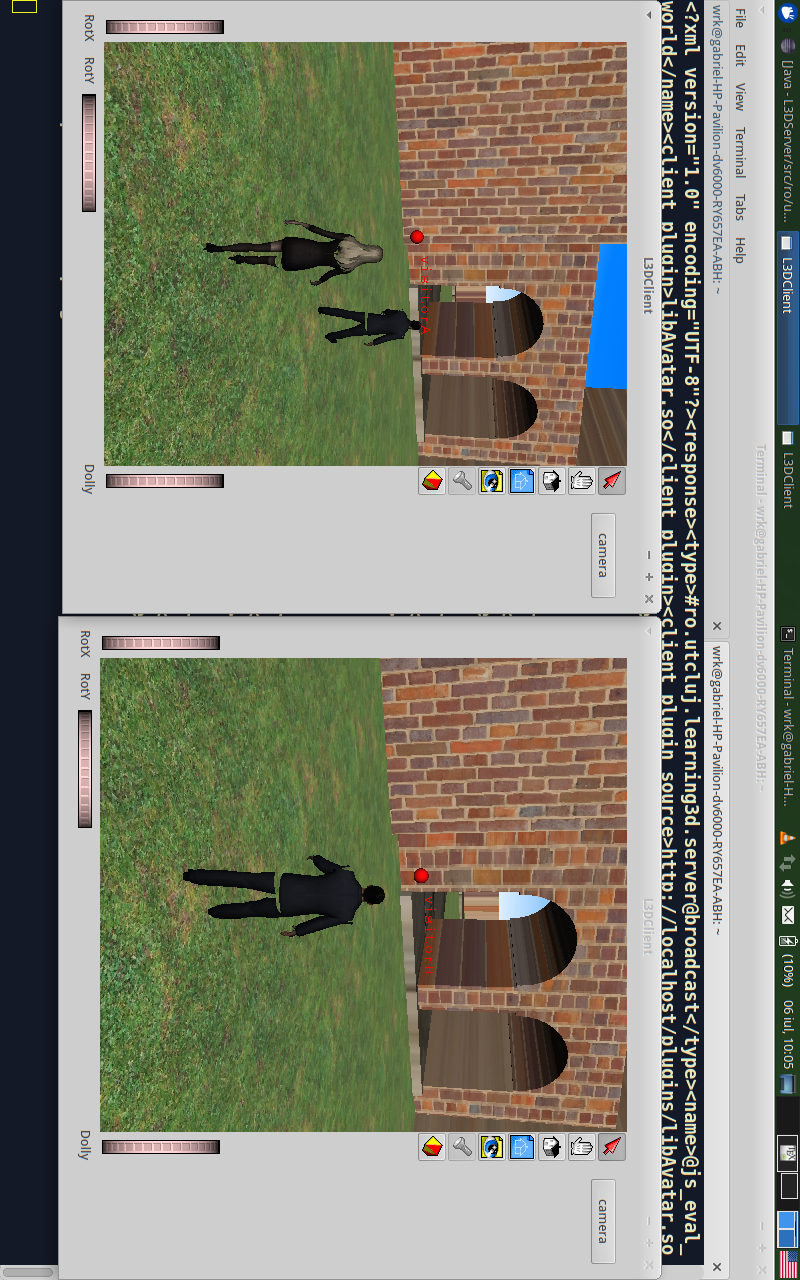 [Java - L3DServer/src/ro/u...
L3DClient
L3DClient
Terminal - wrk@gabriel-H...
(10%)
06 iul, 10:05
Terminal - wrk@gabriel-HP-Pavilion-dv6000-RY657EA-ABH: ~
File Edit View Terminal Tabs Help
wrk@gabriel-HP-Pavilion-dv6000-RY657EA-ABH: ~
wrk@gabriel-HP-Pavilion-dv6000-RY657EA-ABH: ~
<?xml version="1.0" encoding="UTF-8"?><response><type>#ro.utcluj.learning3d.server@broadcast</type><name>@js_eval_
world</name><client_plugin>libAvatar.so</client_plugin><client_plugin_source>http://localhost/plugins/libAvatar.so
L3DClient
camera
RotX RotY
Dolly
L3DClient
camera
RotX RotY
Dolly